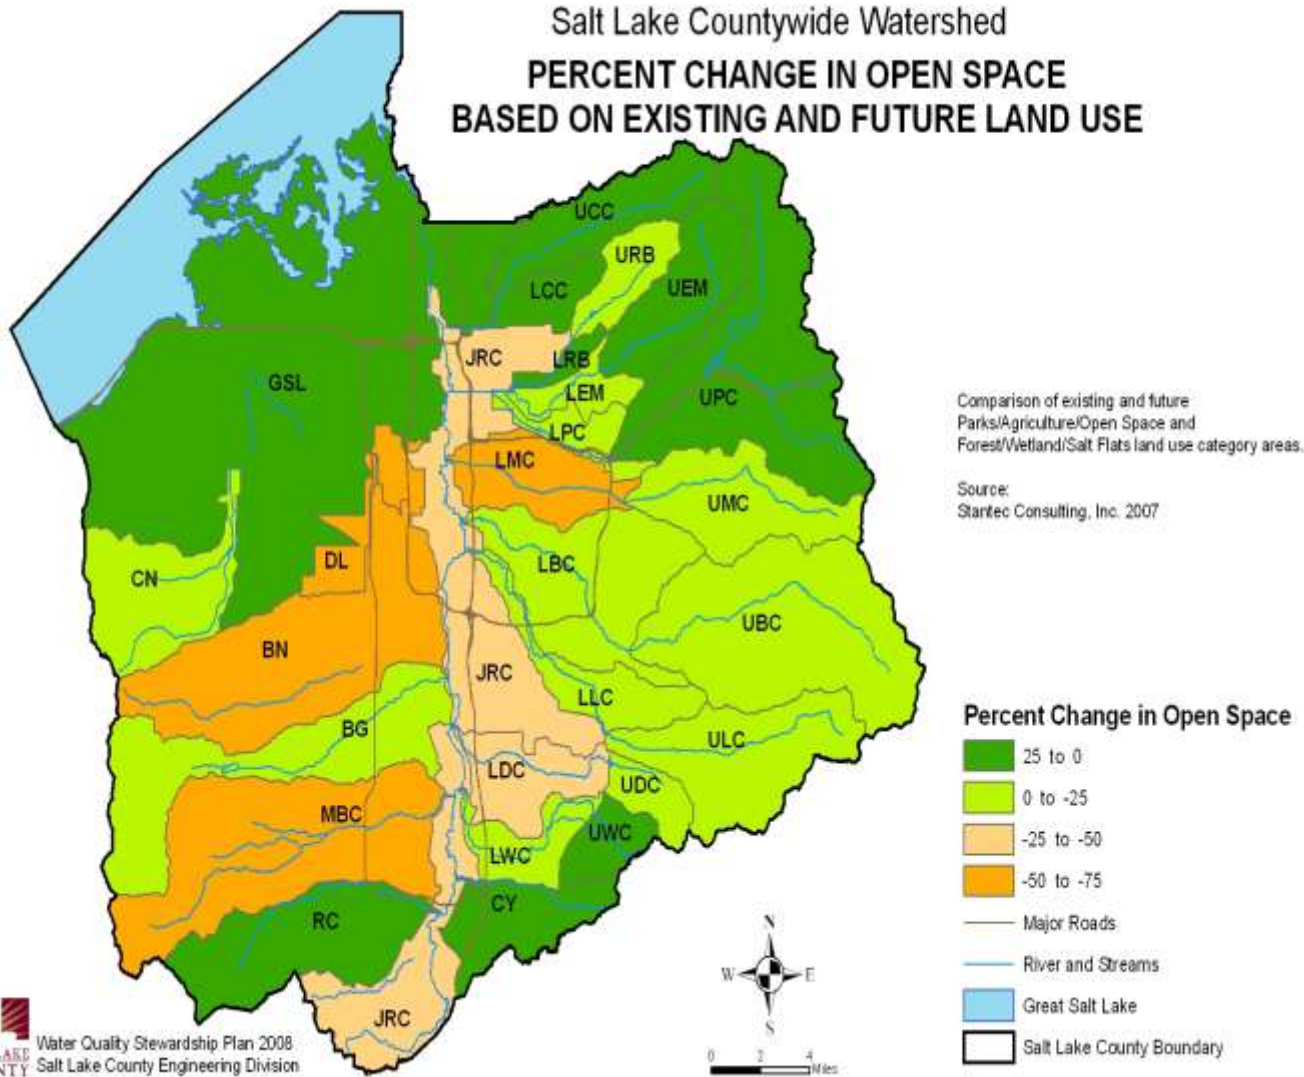 Salt Lake Countywide Watershed
PERCENT CHANGE IN OPEN SPACE
BASED ON EXISTING AND FUTURE LAND USE
UCC
URB
LCC
UEM
JRC
LRB
GSL
LEM
UPC
LPC
LMC
UMC
DL
LBC
CN
UBC
BN
JRC
LLC
BG
ULC
LDC
UDC
MBC
UWC
LWC
CY
RC
JRC
Comparison of existing and future
Parks/Agriculture/Open Space and
Forest/Wetland/Salt Flats land use category areas.
Source:
Stantec Consulting, Inc. 2007
Percent Change in Open Space
25 to 0
0 to -25
-25 to -50
-50 to -75
Major Roads
River and Streams
Great Salt Lake
Salt Lake County Boundary
N
W E
S
0 2 4
Miles
Water Quality Stewardship Plan 2008
Salt Lake County Engineering Division